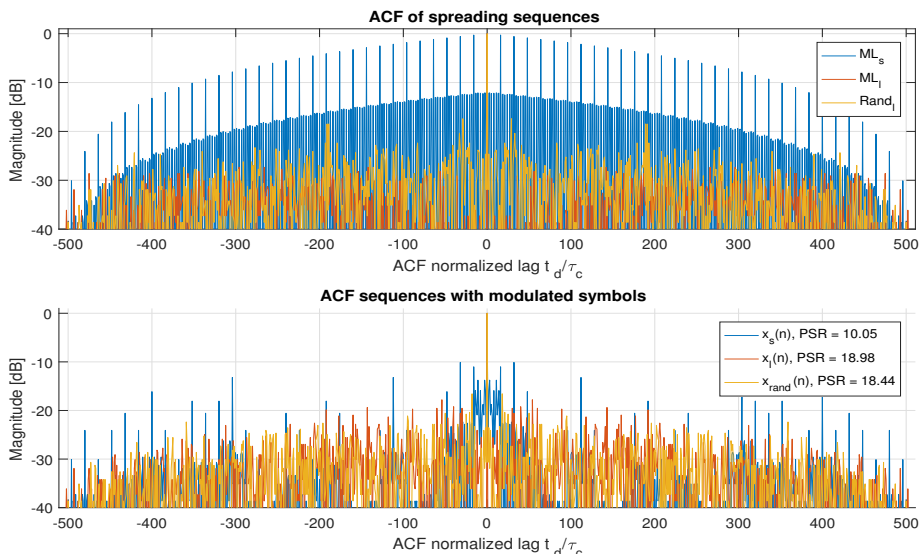 ACF of spreading sequences
Magnitude [dB]
0
-10
-20
-30
-40
ML_s
ML_l
Rand_l
-500 -400 -300 -200 -100 0 100 200 300 400 500
ACF normalized lag t_d/τ_c
ACF sequences with modulated symbols
Magnitude [dB]
0
-10
-20
-30
-40
x_s(n), PSR = 10.05
x_l(n), PSR = 18.98
x_rand(n), PSR = 18.44
-500 -400 -300 -200 -100 0 100 200 300 400 500
ACF normalized lag t_d/τ_c